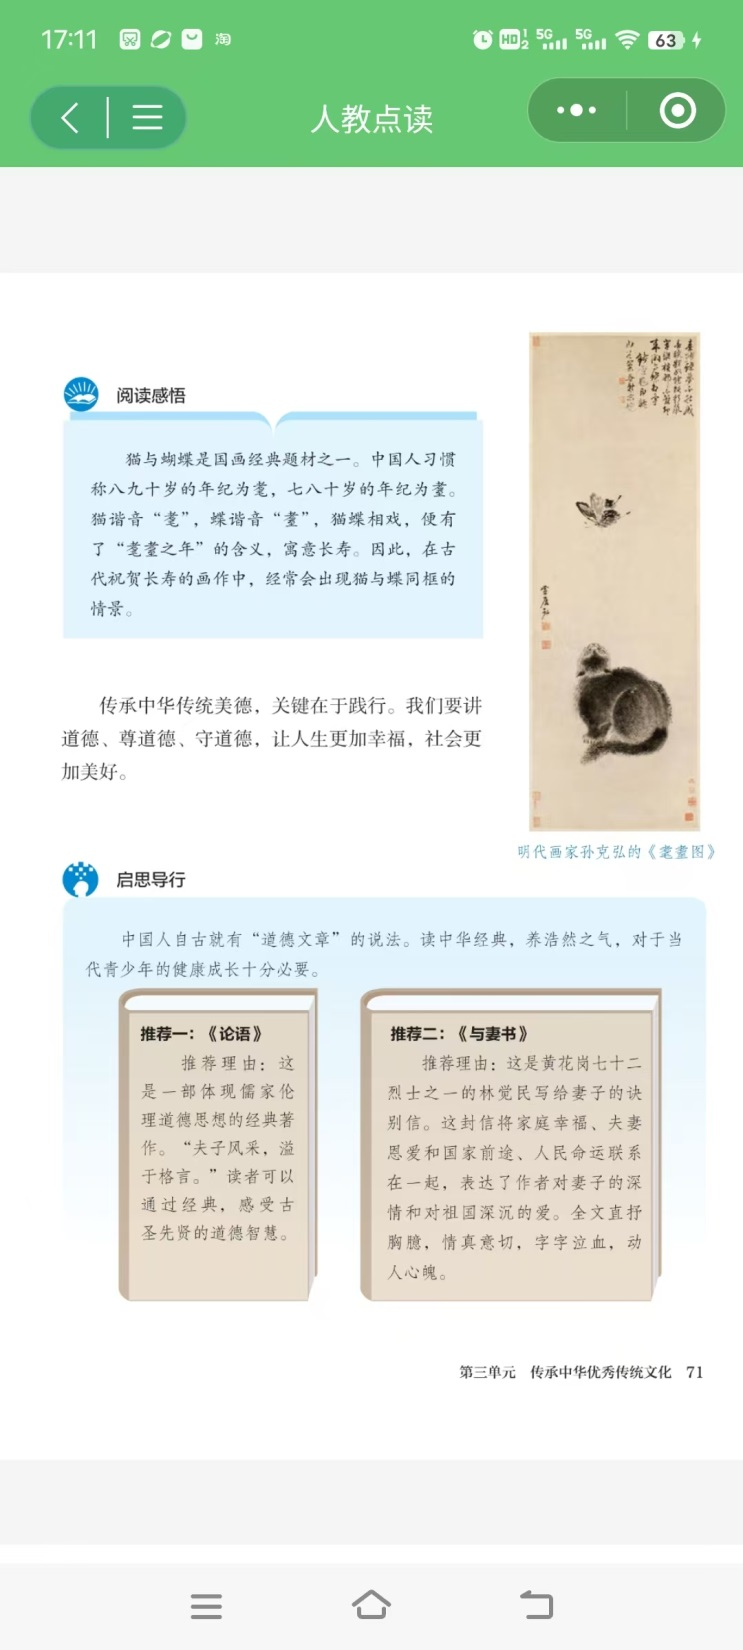 17:11
淘
HD 1 2
5G
5G
63
人教点读
阅读感悟
猫与蝴蝶是国画经典题材之一。中国人习惯
称八九十岁的年纪为耄，七八十岁的年纪为耋。
猫谐音“耄”，蝶谐音“耋”，猫蝶相戏，便有
了“耄耋之年”的含义，寓意长寿。因此，在古
代祝贺长寿的画作中，经常会出现猫与蝶同框的
情景。
传承中华传统美德，关键在于践行。我们要讲
道德、尊道德、守道德，让人生更加幸福，社会更
加美好。
明代画家孙克弘的《耄耋图》
启思导行
中国人自古就有“道德文章”的说法。读中华经典，养浩然之气，对于当
代青少年的健康成长十分必要。
推荐一：《论语》
推荐理由：这
是一部体现儒家伦
理道德思想的经典著
作。“夫子风采，溢
于格言。”读者可以
通过经典，感受古
圣先贤的道德智慧。
推荐二：《与妻书》
推荐理由：这是黄花岗七十二
烈士之一的林觉民写给妻子的诀
别信。这封信将家庭幸福、夫妻
恩爱和国家前途、人民命运联系
在一起，表达了作者对妻子的深
情和对祖国深沉的爱。全文直抒
胸臆，情真意切，字字泣血，动
人心魄。
第三单元 传承中华优秀传统文化 71